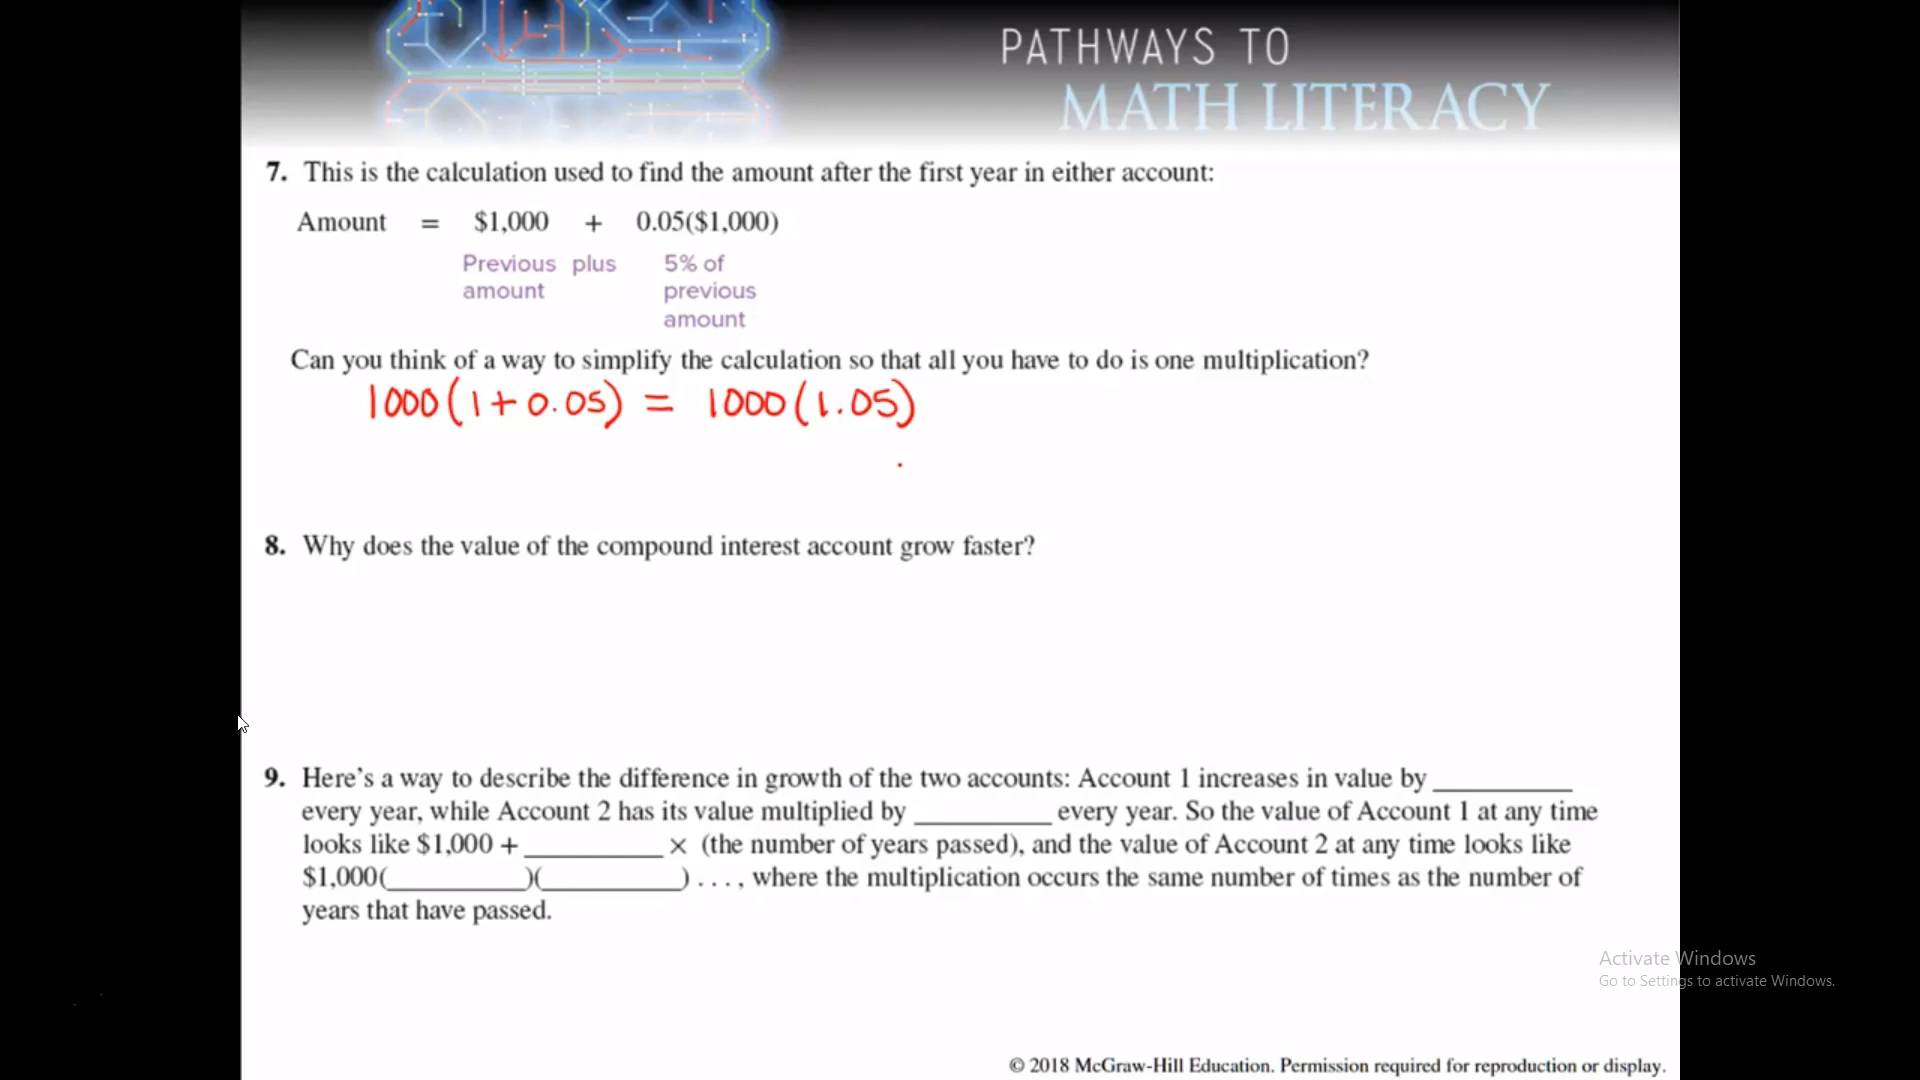 PATHWAYS TO
MATH LITERACY
7. This is the calculation used to find the amount after the first year in either account:
Amount = $1,000 + 0.05($1,000)
Previous plus 5% of
amount previous
amount
Can you think of a way to simplify the calculation so that all you have to do is one multiplication?
1000(1+0.05) = 1000(1.05)
8. Why does the value of the compound interest account grow faster?
9. Here's a way to describe the difference in growth of the two accounts: Account 1 increases in value by __________
every year, while Account 2 has its value multiplied by __________ every year. So the value of Account 1 at any time
looks like $1,000 + __________ × (the number of years passed), and the value of Account 2 at any time looks like
$1,000(__________)(__________) . . . , where the multiplication occurs the same number of times as the number of
years that have passed.
Activate Windows
Go to Settings to activate Windows.
© 2018 McGraw-Hill Education. Permission required for reproduction or display.